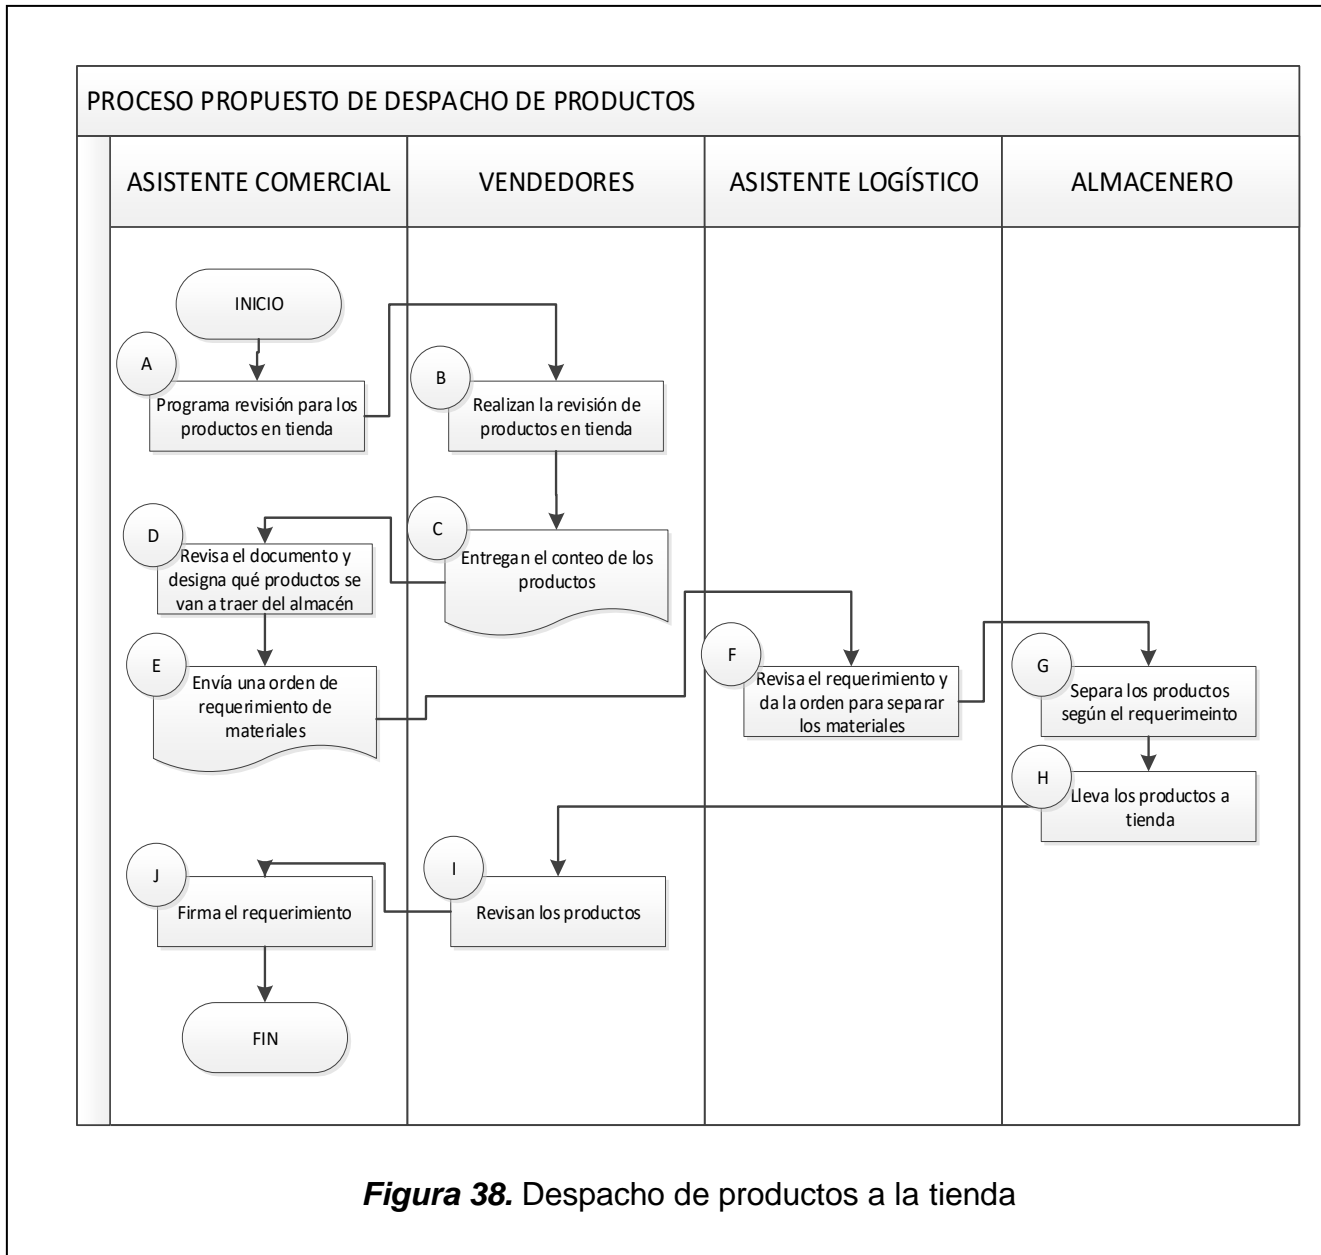 PROCESO PROPUESTO DE DESPACHO DE PRODUCTOS
ASISTENTE COMERCIAL
VENDEDORES
ASISTENTE LOGÍSTICO
ALMACENERO
INICIO
A
Programa revisión para los
productos en tienda
B
Realizan la revisión de
productos en tienda
C
Entregan el conteo de los
productos
D
Revisa el documento y
designa qué productos se
van a traer del almacén
E
Envía una orden de
requerimiento de
materiales
F
Revisa el requerimiento y
da la orden para separar
los materiales
G
Separa los productos
según el requerimeinto
H
Lleva los productos a
tienda
I
Revisan los productos
J
Firma el requerimiento
FIN
Figura 38. Despacho de productos a la tienda